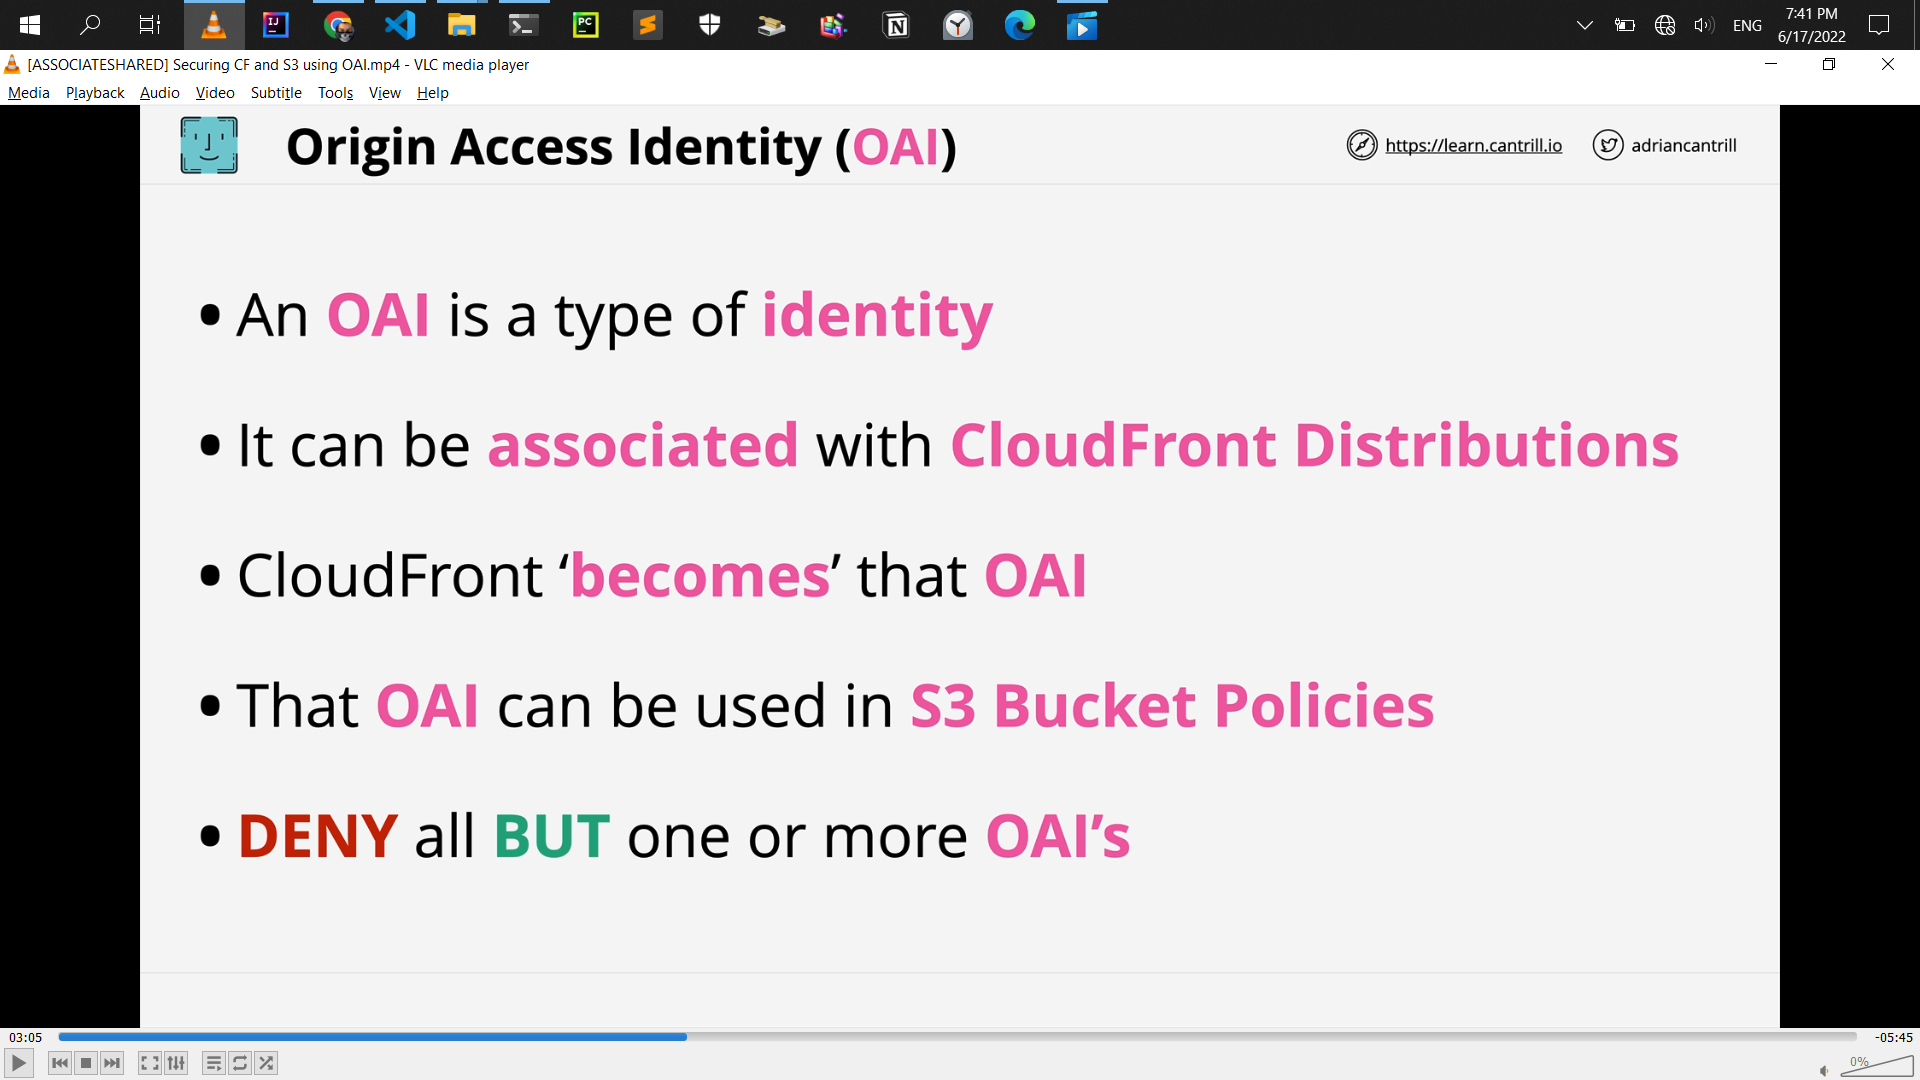 7:41 PM
ENG
6/17/2022
[ASSOCIATESHARED] Securing CF and S3 using OAI.mp4 - VLC media player
Media Playback Audio Video Subtitle Tools View Help
Origin Access Identity (OAI)
https://learn.cantrill.io
adriancantrill
• An OAI is a type of identity
• It can be associated with CloudFront Distributions
• CloudFront ‘becomes’ that OAI
• That OAI can be used in S3 Bucket Policies
• DENY all BUT one or more OAI’s
03:05
-05:45
0%